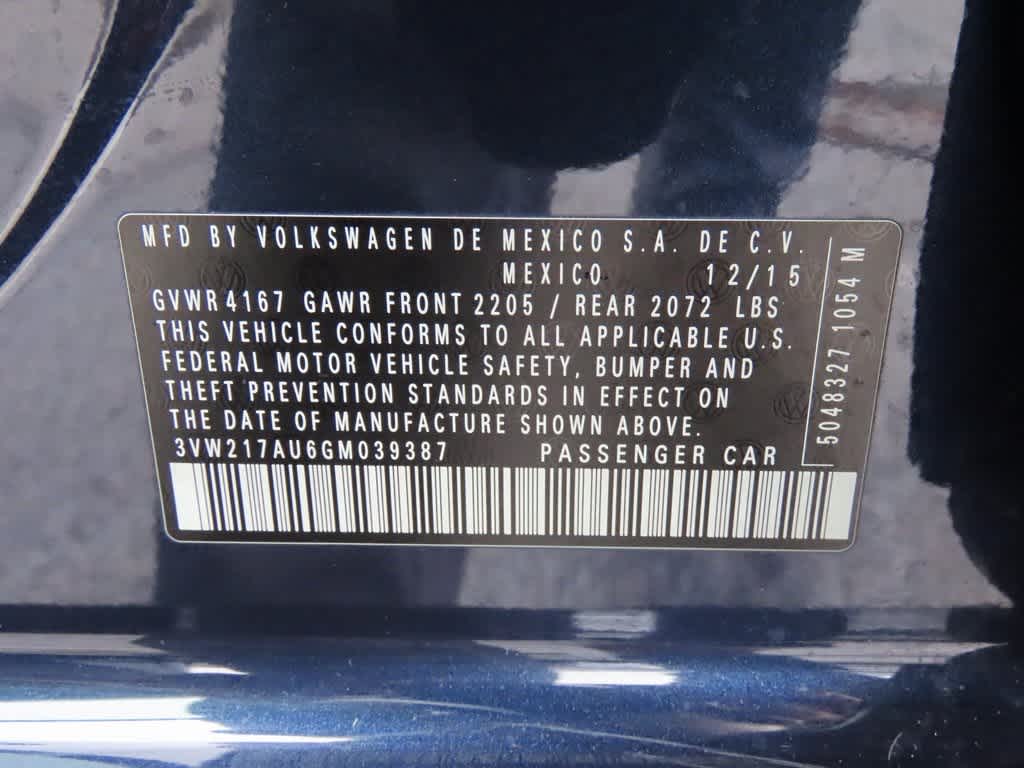 MFD BY VOLKSWAGEN DE MEXICO S.A. DE C.V.
MEXICO 12/15
GVWR 4167 GAWR FRONT 2205 / REAR 2072 LBS
THIS VEHICLE CONFORMS TO ALL APPLICABLE U.S.
FEDERAL MOTOR VEHICLE SAFETY, BUMPER AND
THEFT PREVENTION STANDARDS IN EFFECT ON
THE DATE OF MANUFACTURE SHOWN ABOVE.
3VW217AU6GM039387 PASSENGER CAR
5048327 1054 M